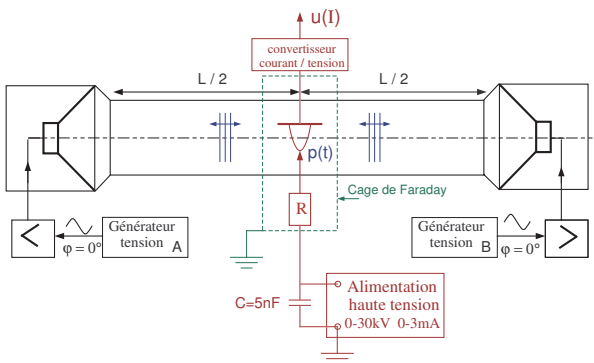 u(I)
convertisseur
courant / tension
L / 2
L / 2
p(t)
Cage de Faraday
R
Générateur
tension A
φ = 0°
<
Générateur
tension B
φ = 0°
>
C=5nF
Alimentation
haute tension
0-30kV 0-3mA